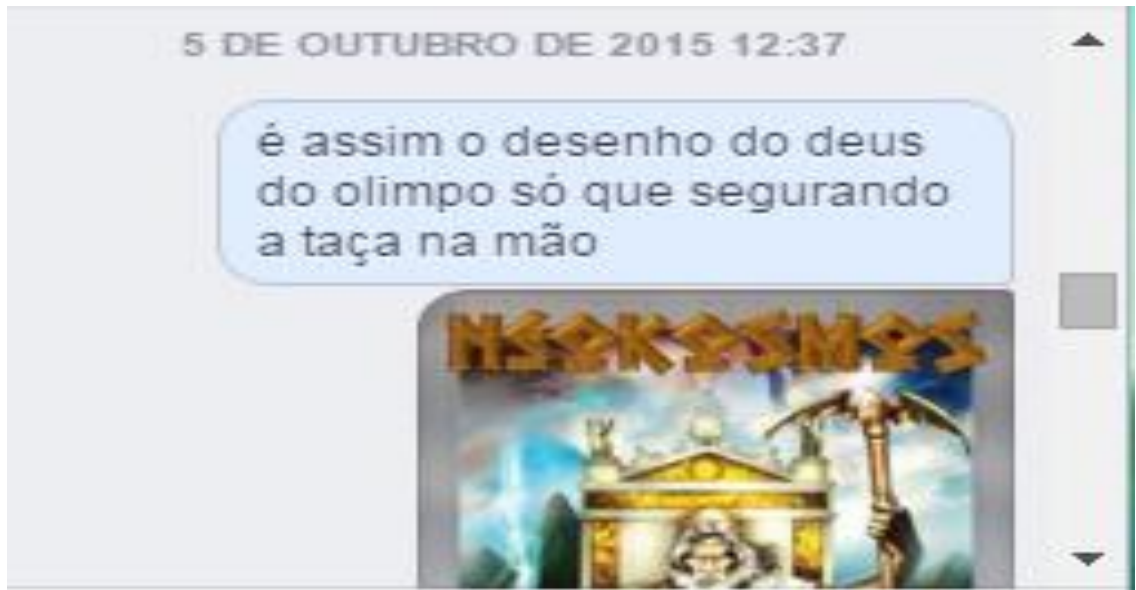 5 DE OUTUBRO DE 2015 12:37
é assim o desenho do deus
do olimpo só que segurando
a taça na mão
NEOKOSMOS